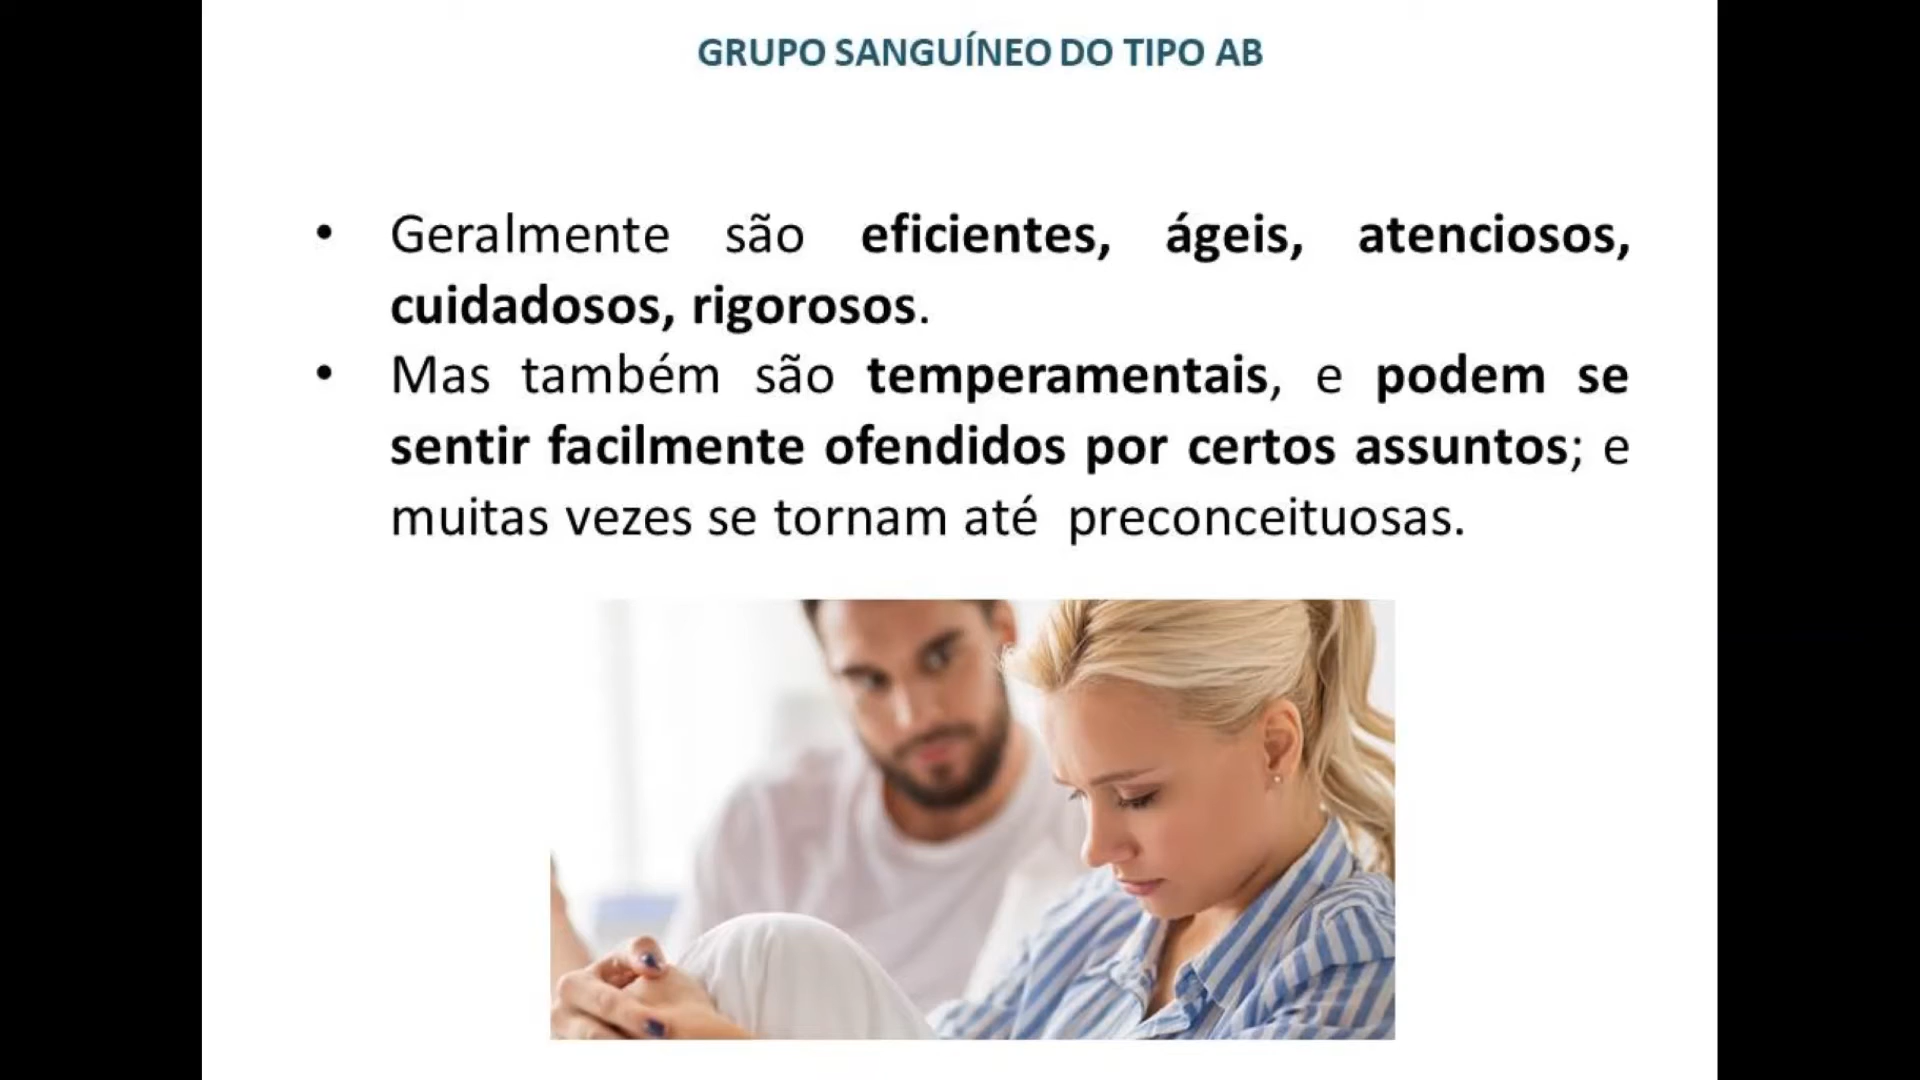 GRUPO SANGUÍNEO DO TIPO AB
• Geralmente são eficientes, ágeis, atenciosos,
cuidadosos, rigorosos.
• Mas também são temperamentais, e podem se
sentir facilmente ofendidos por certos assuntos; e
muitas vezes se tornam até preconceituosas.